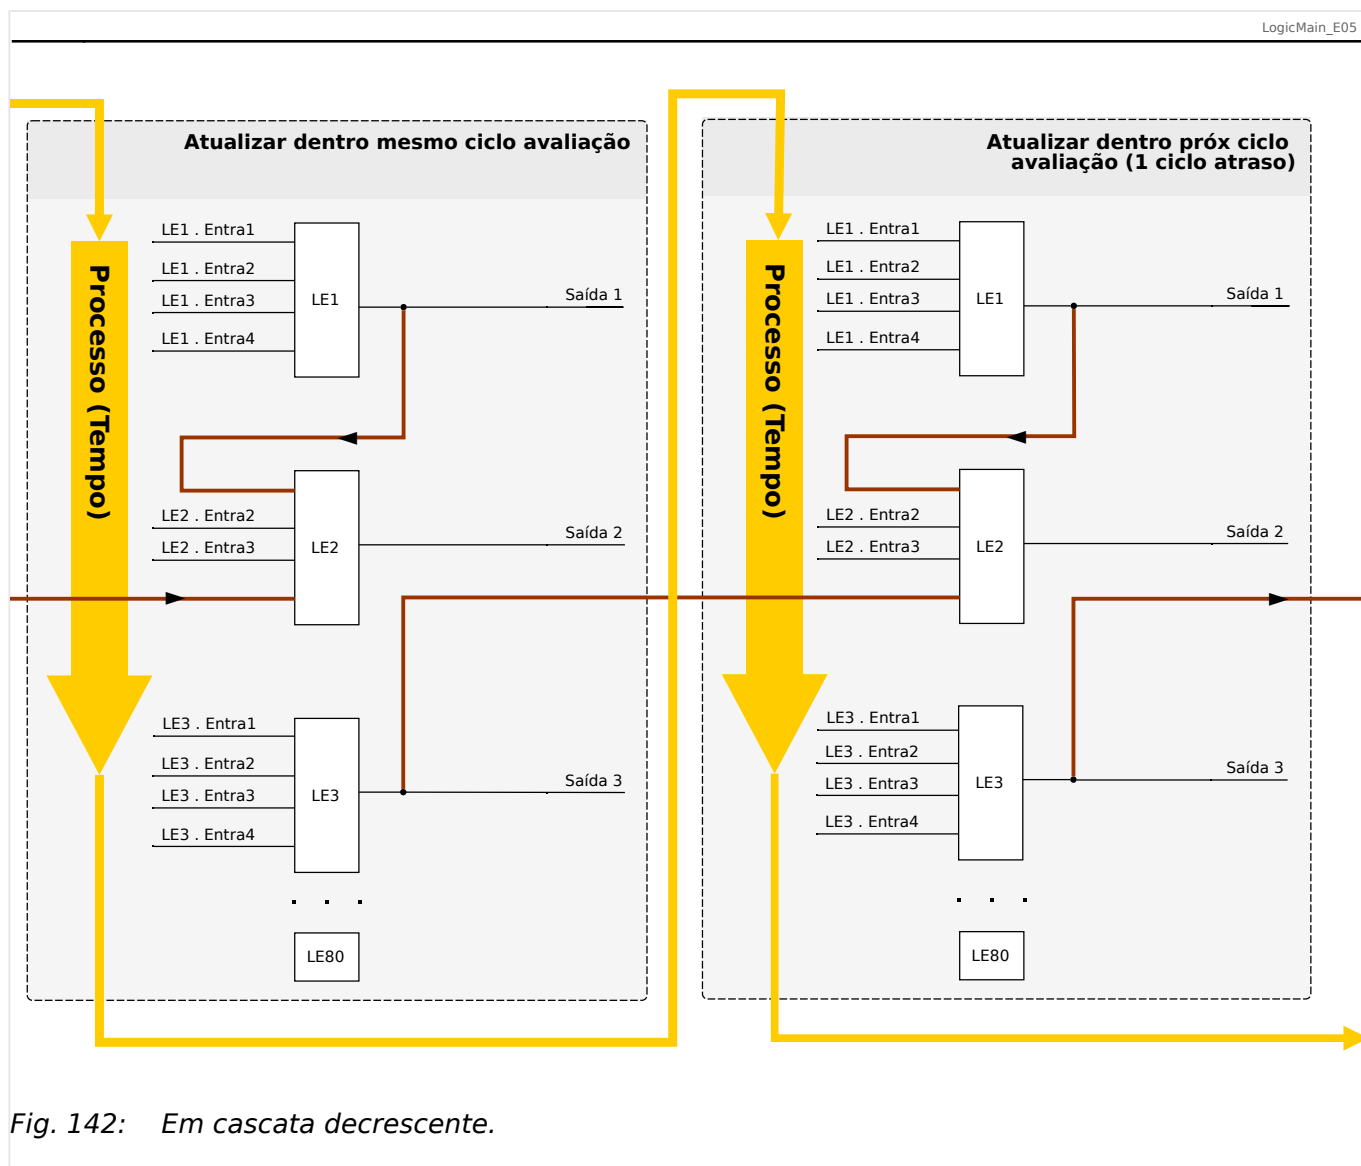 LogicMain_E05
Atualizar dentro mesmo ciclo avaliação
Processo (Tempo)
LE1 . Entra1
LE1 . Entra2
LE1 . Entra3
LE1 . Entra4
LE1
Saída 1
LE2 . Entra2
LE2 . Entra3
LE2
Saída 2
LE3 . Entra1
LE3 . Entra2
LE3 . Entra3
LE3 . Entra4
LE3
Saída 3
. . .
LE80
Atualizar dentro próx ciclo
avaliação (1 ciclo atraso)
Processo (Tempo)
LE1 . Entra1
LE1 . Entra2
LE1 . Entra3
LE1 . Entra4
LE1
Saída 1
LE2 . Entra2
LE2 . Entra3
LE2
Saída 2
LE3 . Entra1
LE3 . Entra2
LE3 . Entra3
LE3 . Entra4
LE3
Saída 3
. . .
LE80
Fig. 142: Em cascata decrescente.